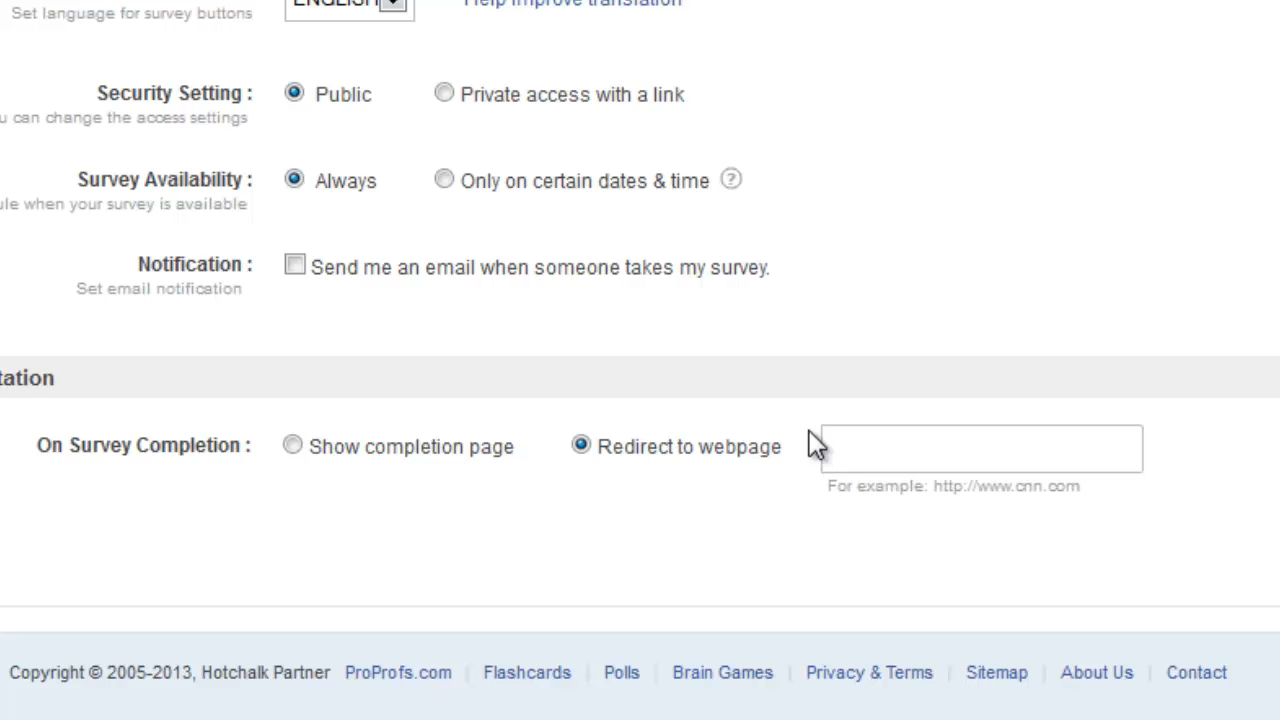 Set language for survey buttons ENGLISH Help improve translation
Security Setting : Public Private access with a link
u can change the access settings
Survey Availability : Always Only on certain dates & time ?
ule when your survey is available
Notification : Send me an email when someone takes my survey.
Set email notification
tation
On Survey Completion : Show completion page Redirect to webpage
For example: http://www.cnn.com
Copyright © 2005-2013, Hotchalk Partner ProProfs.com | Flashcards | Polls | Brain Games | Privacy & Terms | Sitemap | About Us | Contact